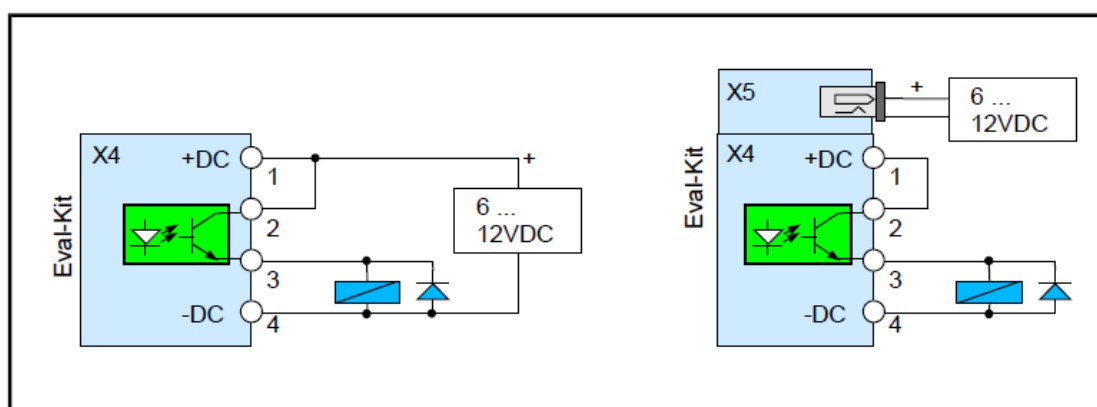 X4
+DC
+
1
2
3
-DC
4
6 ...
12VDC
Eval-Kit
X5
+
6 ...
12VDC
X4
+DC
1
2
3
-DC
4
Eval-Kit